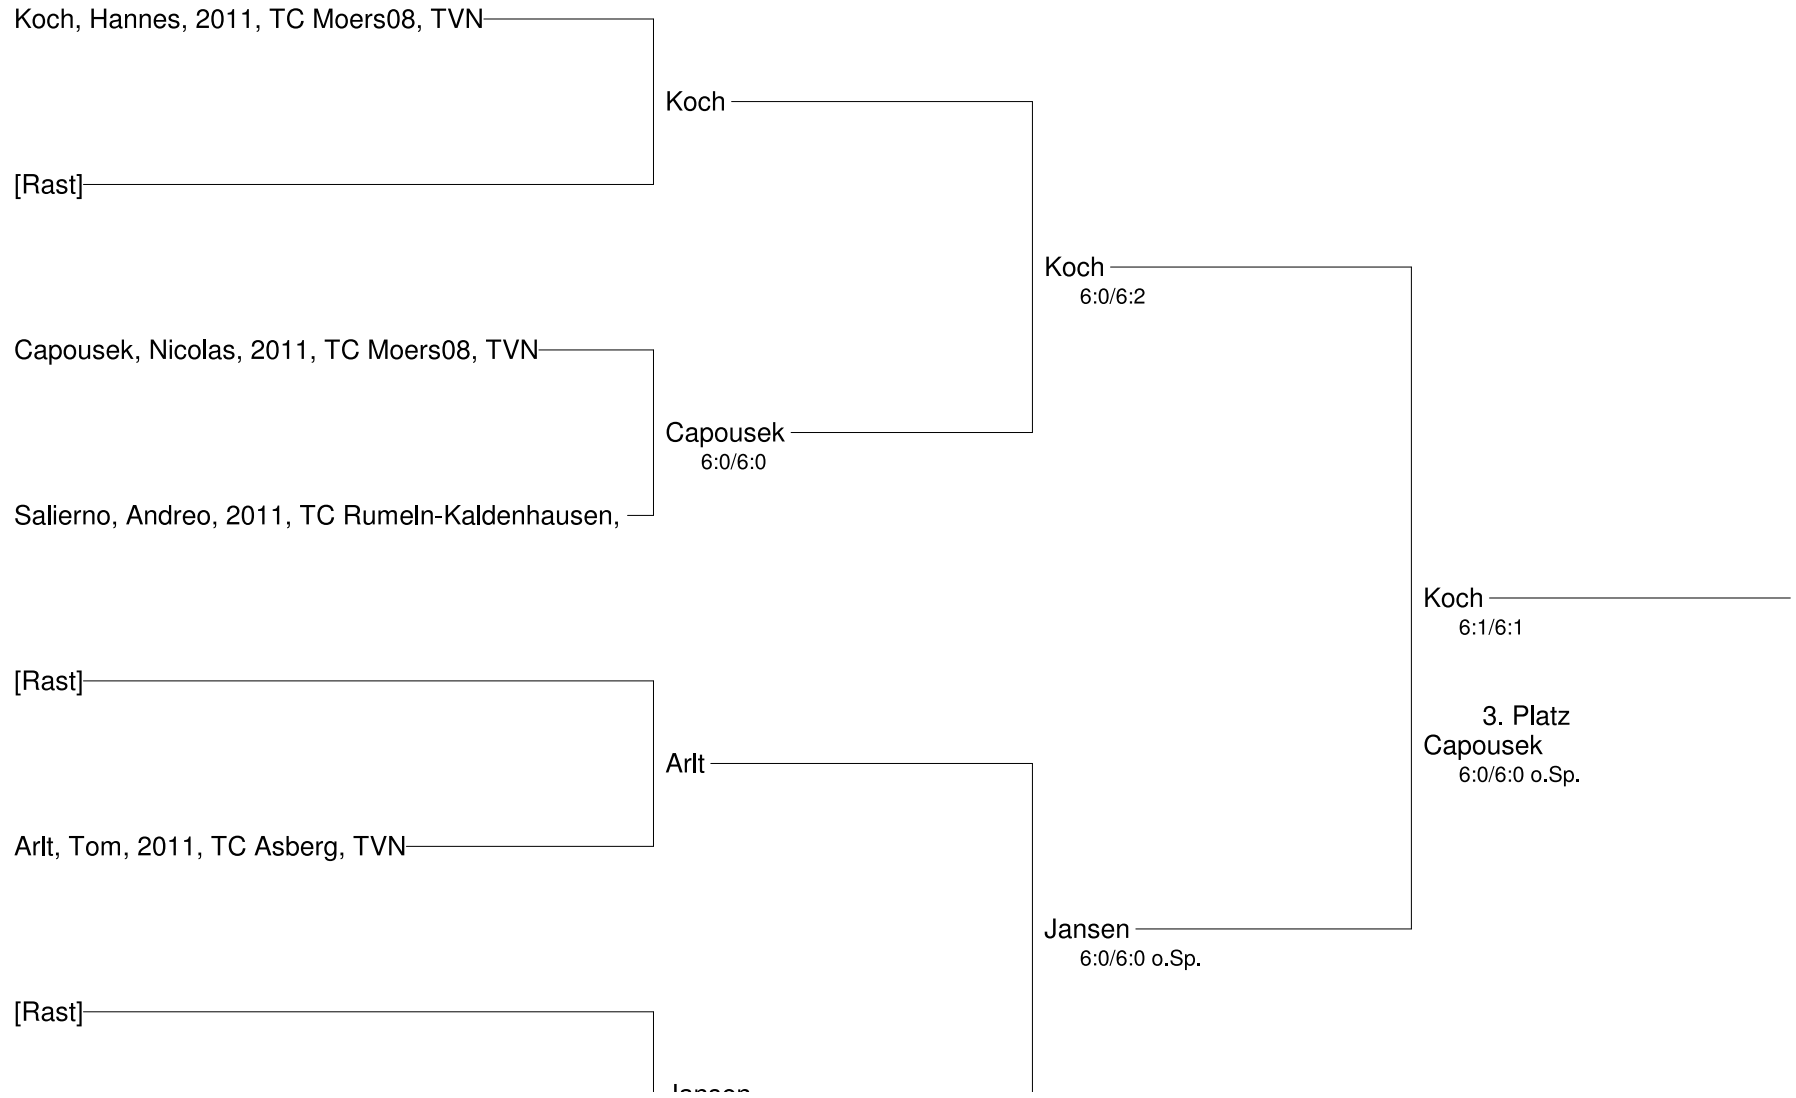 Koch, Hannes, 2011, TC Moers08, TVN
Koch
[Rast]
Koch
6:0/6:2
Capousek, Nicolas, 2011, TC Moers08, TVN
Capousek
6:0/6:0
Salierno, Andreo, 2011, TC Rumeln-Kaldenhausen,
Koch
6:1/6:1
[Rast]
3. Platz
Capousek
6:0/6:0 o.Sp.
Arlt
Arlt, Tom, 2011, TC Asberg, TVN
Jansen
6:0/6:0 o.Sp.
[Rast]
Jansen